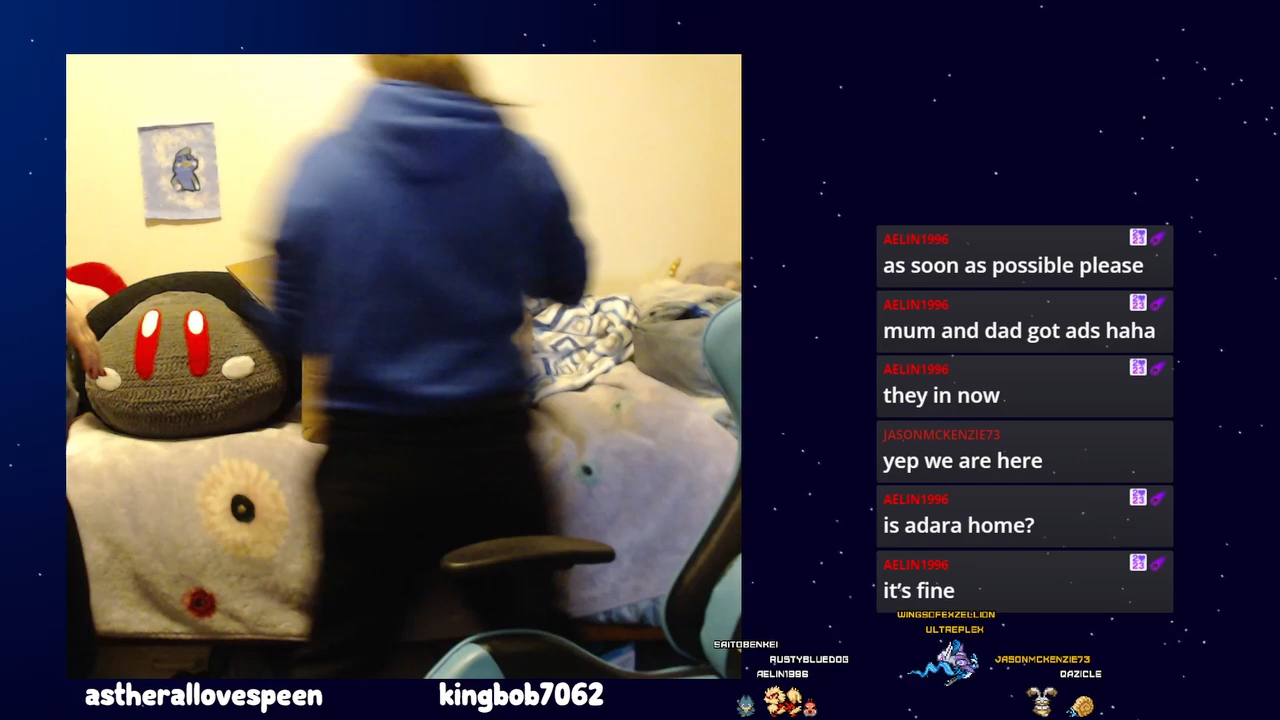 AELIN1996
as soon as possible please
AELIN1996
mum and dad got ads haha
AELIN1996
they in now
JASONMCKENZIE73
yep we are here
AELIN1996
is adara home?
AELIN1996
it's fine
WINGSOFEXZELLION
ULTREPLEX
SAITOBENKEI
RUSTYBLUEDOG
JASONMCKENZIE73
AELIN1996
DAZICLE
astherallovespeen
kingbob7062